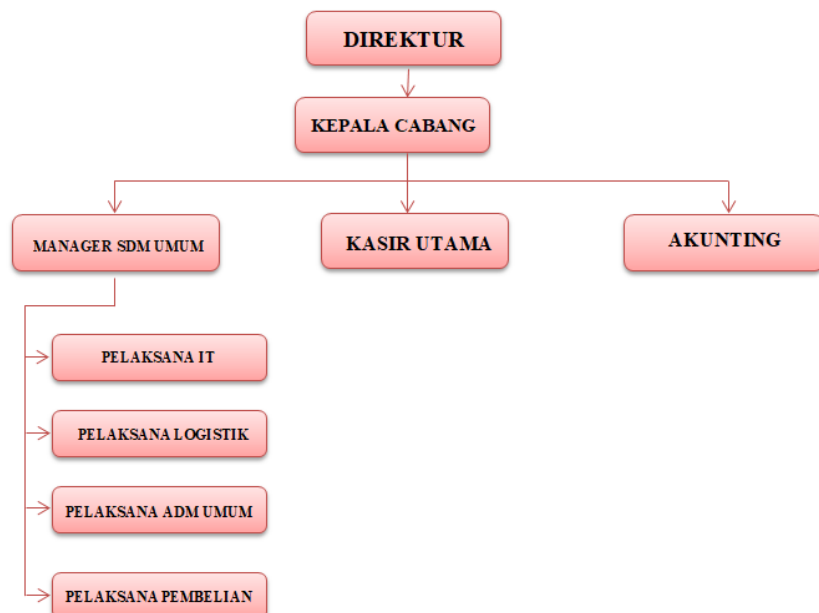 DIREKTUR
KEPALA CABANG
MANAGER SDM UMUM
KASIR UTAMA
AKUNTING
PELAKSANA IT
PELAKSANA LOGISTIK
PELAKSANA ADM UMUM
PELAKSANA PEMBELIAN